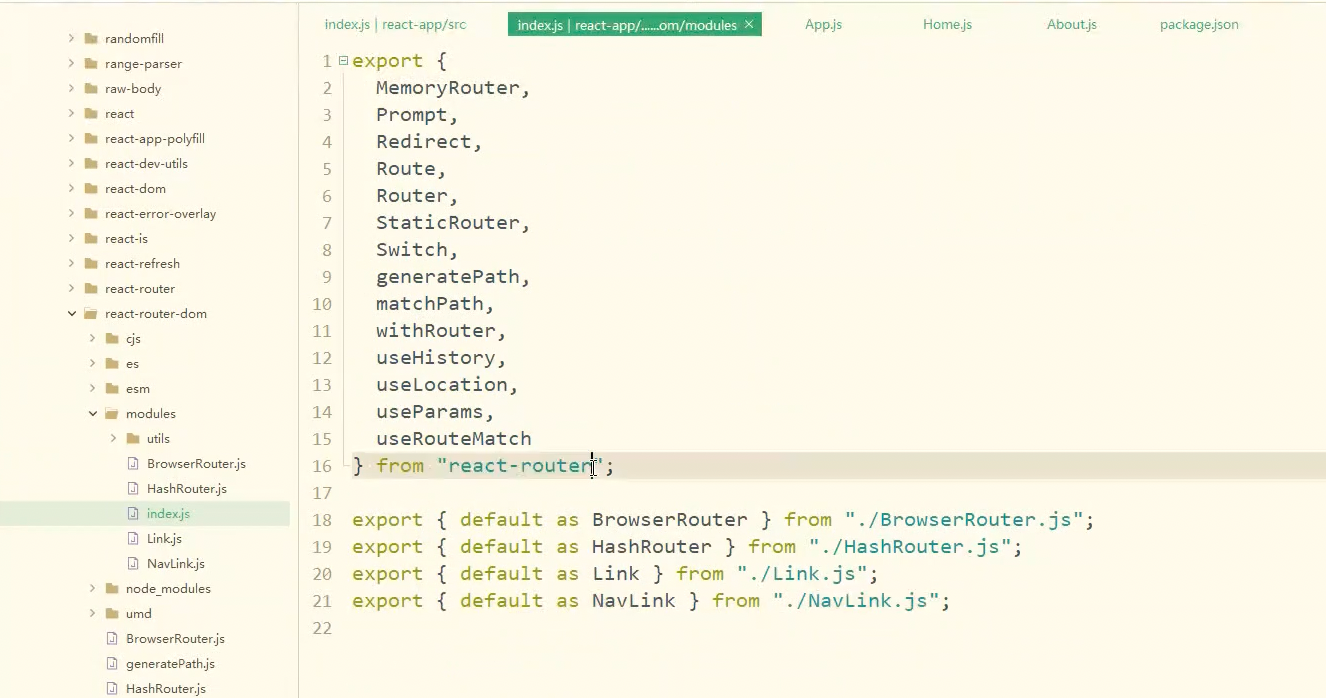 index.js | react-app/src
index.js | react-app/......om/modules ×
App.js
Home.js
About.js
package.json
randomfill
range-parser
raw-body
react
react-app-polyfill
react-dev-utils
react-dom
react-error-overlay
react-is
react-refresh
react-router
react-router-dom
cjs
es
esm
modules
utils
BrowserRouter.js
HashRouter.js
index.js
Link.js
NavLink.js
node_modules
umd
BrowserRouter.js
generatePath.js
HashRouter.js
1 export {
2 MemoryRouter,
3 Prompt,
4 Redirect,
5 Route,
6 Router,
7 StaticRouter,
8 Switch,
9 generatePath,
10 matchPath,
11 withRouter,
12 useHistory,
13 useLocation,
14 useParams,
15 useRouteMatch
16 } from "react-router";
17
18 export { default as BrowserRouter } from "./BrowserRouter.js";
19 export { default as HashRouter } from "./HashRouter.js";
20 export { default as Link } from "./Link.js";
21 export { default as NavLink } from "./NavLink.js";
22